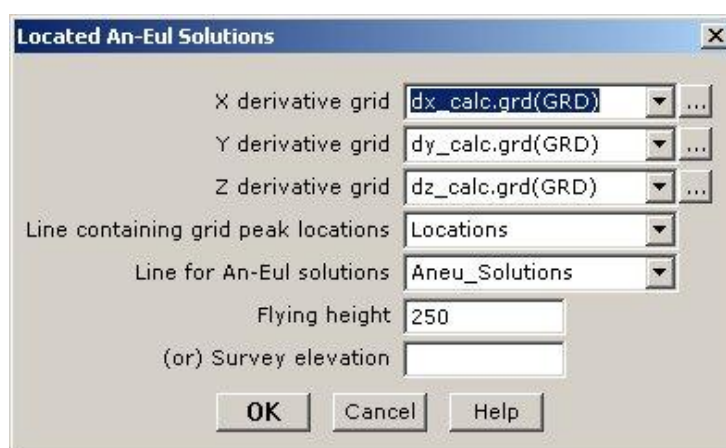 Located An-Eul Solutions
X derivative grid dx_calc.grd(GRD) ...
Y derivative grid dy_calc.grd(GRD) ...
Z derivative grid dz_calc.grd(GRD) ...
Line containing grid peak locations Locations
Line for An-Eul solutions Aneu_Solutions
Flying height 250
(or) Survey elevation
OK Cancel Help